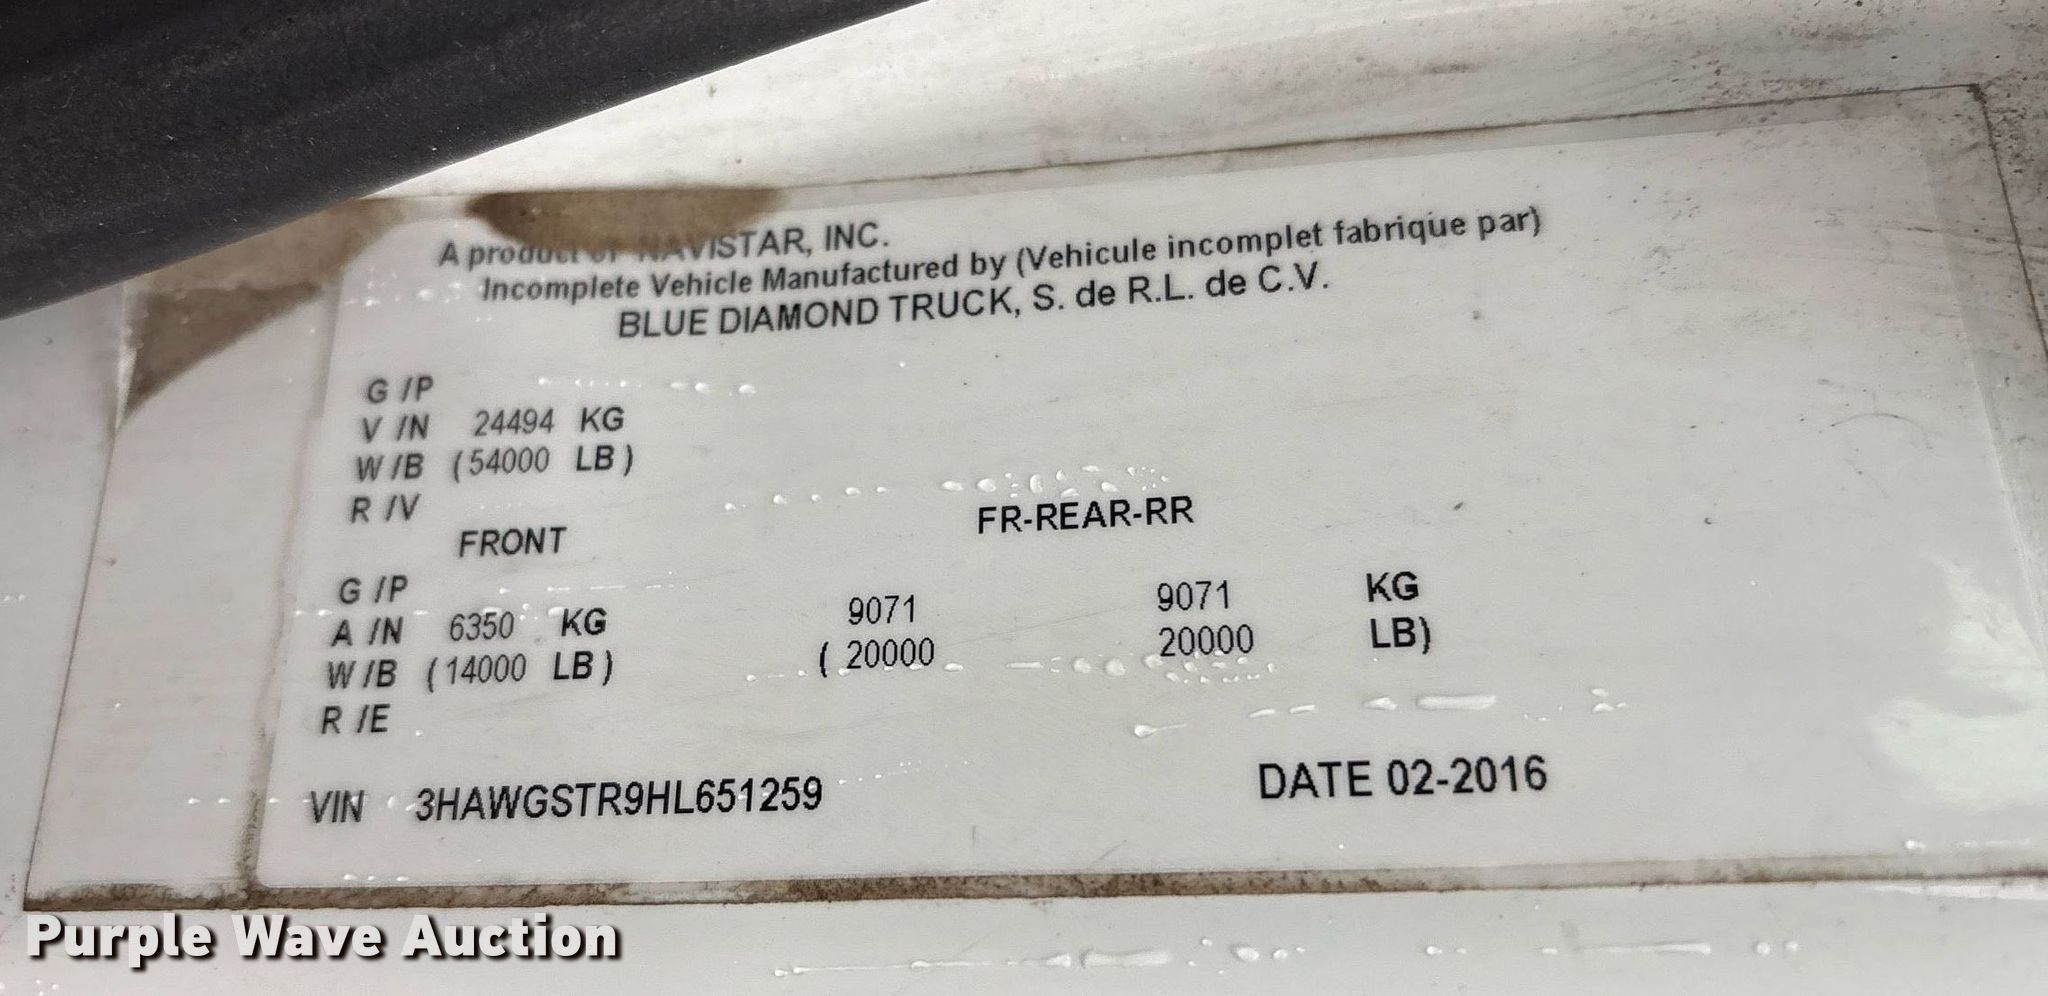 A product of NAVISTAR, INC.
Incomplete Vehicle Manufactured by (Vehicule incomplet fabrique par)
BLUE DIAMOND TRUCK, S. de R.L. de C.V.
G /P
V /N 24494 KG
W /B (54000 LB)
R /V
FRONT FR-REAR-RR
G /P
A /N 6350 KG 9071 9071 KG
W /B (14000 LB) ( 20000 20000 LB)
R /E
VIN 3HAWGSTR9HL651259 DATE 02-2016
Purple Wave Auction